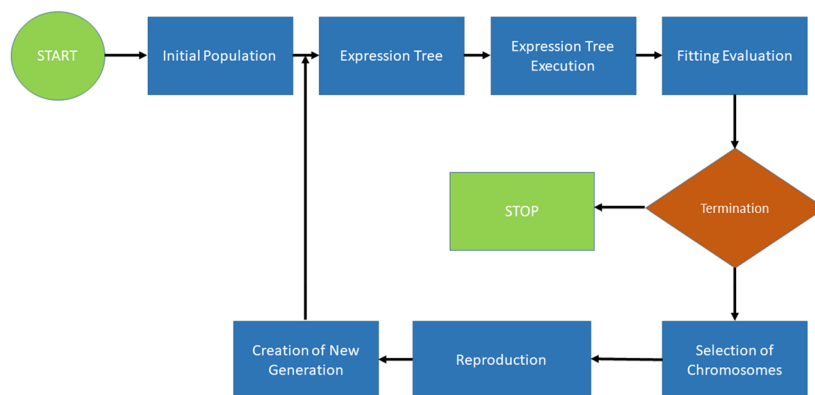 START
Initial Population
Expression Tree
Expression Tree
Execution
Fitting Evaluation
Termination
STOP
Selection of
Chromosomes
Reproduction
Creation of New
Generation